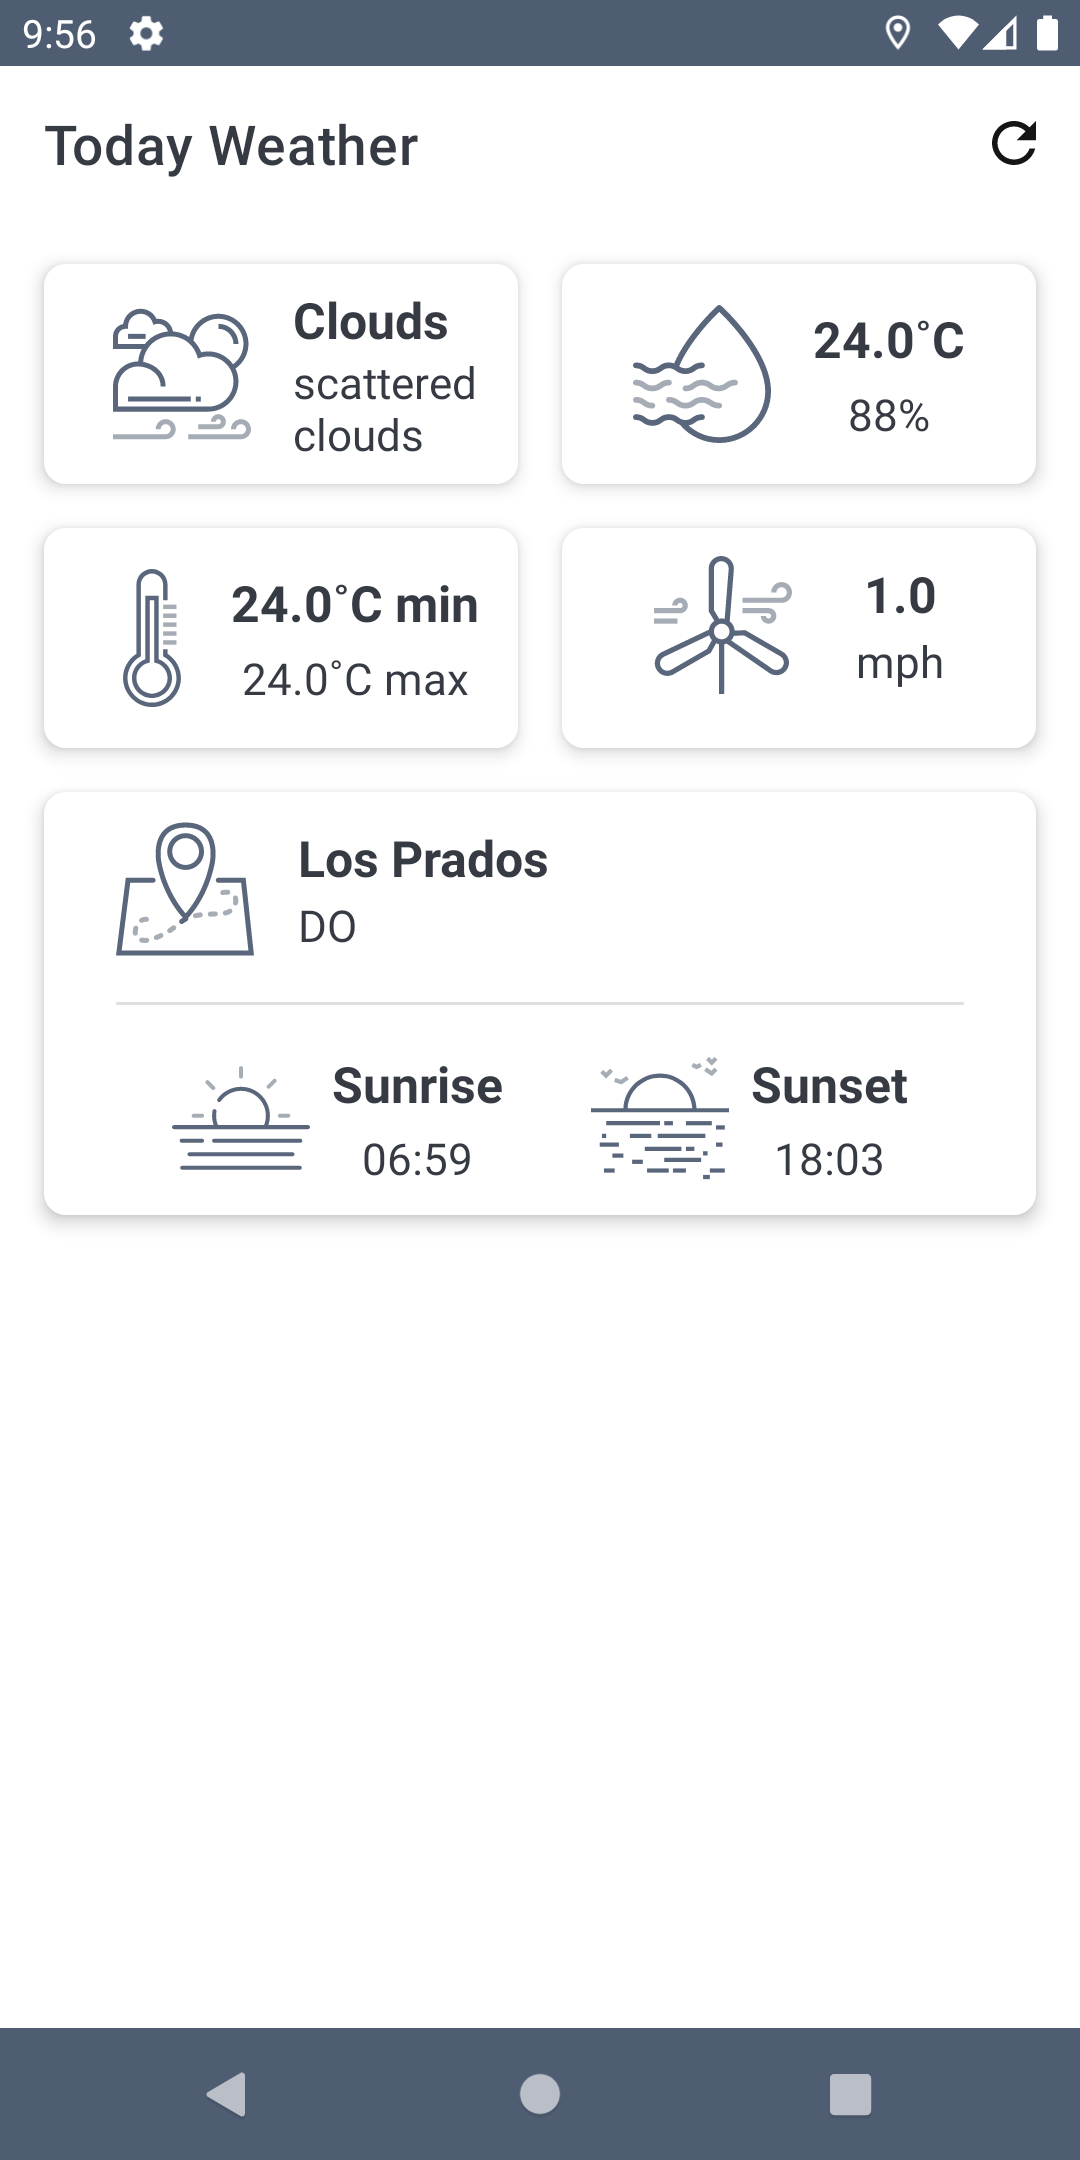 9:56
Today Weather
Clouds
scattered
clouds
24.0°C
88%
24.0°C min
24.0°C max
1.0
mph
Los Prados
DO
Sunrise
06:59
Sunset
18:03